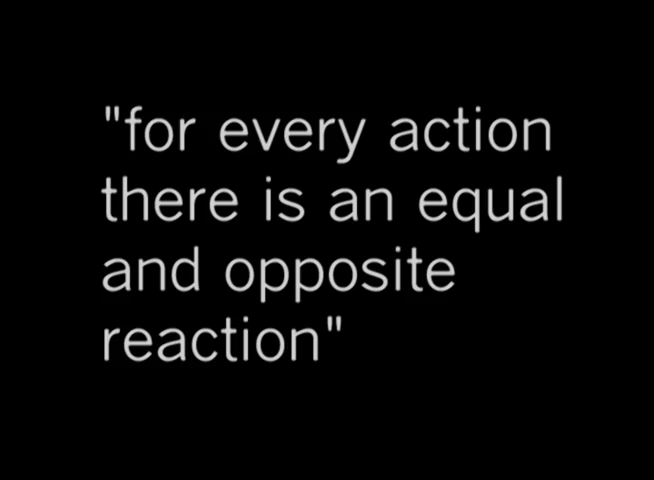 "for every action
there is an equal
and opposite
reaction"